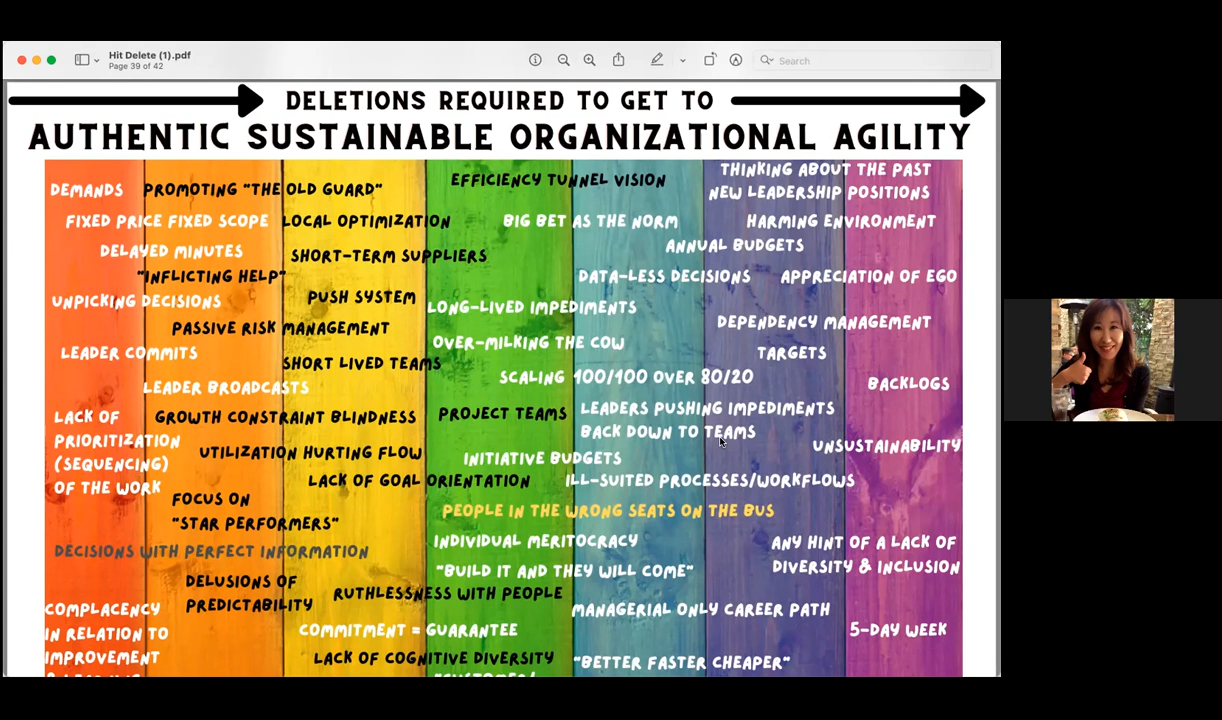 Hit Delete (1).pdf
Page 39 of 42
Search
DELETIONS REQUIRED TO GET TO
AUTHENTIC SUSTAINABLE ORGANIZATIONAL AGILITY
THINKING ABOUT THE PAST
DEMANDS
PROMOTING "THE OLD GUARD"
EFFICIENCY TUNNEL VISION
NEW LEADERSHIP POSITIONS
FIXED PRICE FIXED SCOPE
LOCAL OPTIMIZATION
BIG BET AS THE NORM
HARMING ENVIRONMENT
DELAYED MINUTES
SHORT-TERM SUPPLIERS
ANNUAL BUDGETS
"INFLICTING HELP"
DATA-LESS DECISIONS
APPRECIATION OF EGO
UNPICKING DECISIONS
PUSH SYSTEM
LONG-LIVED IMPEDIMENTS
PASSIVE RISK MANAGEMENT
DEPENDENCY MANAGEMENT
OVER-MILKING THE COW
LEADER COMMITS
SHORT LIVED TEAMS
TARGETS
SCALING 100/100 OVER 80/20
LEADER BROADCASTS
BACKLOGS
LACK OF
PRIORITIZATION
(SEQUENCING)
OF THE WORK
GROWTH CONSTRAINT BLINDNESS
PROJECT TEAMS
LEADERS PUSHING IMPEDIMENTS
BACK DOWN TO TEAMS
UTILIZATION HURTING FLOW
INITIATIVE BUDGETS
UNSUSTAINABILITY
LACK OF GOAL ORIENTATION
ILL-SUITED PROCESSES/WORKFLOWS
FOCUS ON
"STAR PERFORMERS"
PEOPLE IN THE WRONG SEATS ON THE BUS
DECISIONS WITH PERFECT INFORMATION
INDIVIDUAL MERITOCRACY
ANY HINT OF A LACK OF
DIVERSITY & INCLUSION
"BUILD IT AND THEY WILL COME"
DELUSIONS OF
PREDICTABILITY
RUTHLESSNESS WITH PEOPLE
COMPLACENCY
IN RELATION TO
IMPROVEMENT
MANAGERIAL ONLY CAREER PATH
COMMITMENT = GUARANTEE
5-DAY WEEK
LACK OF COGNITIVE DIVERSITY
"BETTER FASTER CHEAPER"